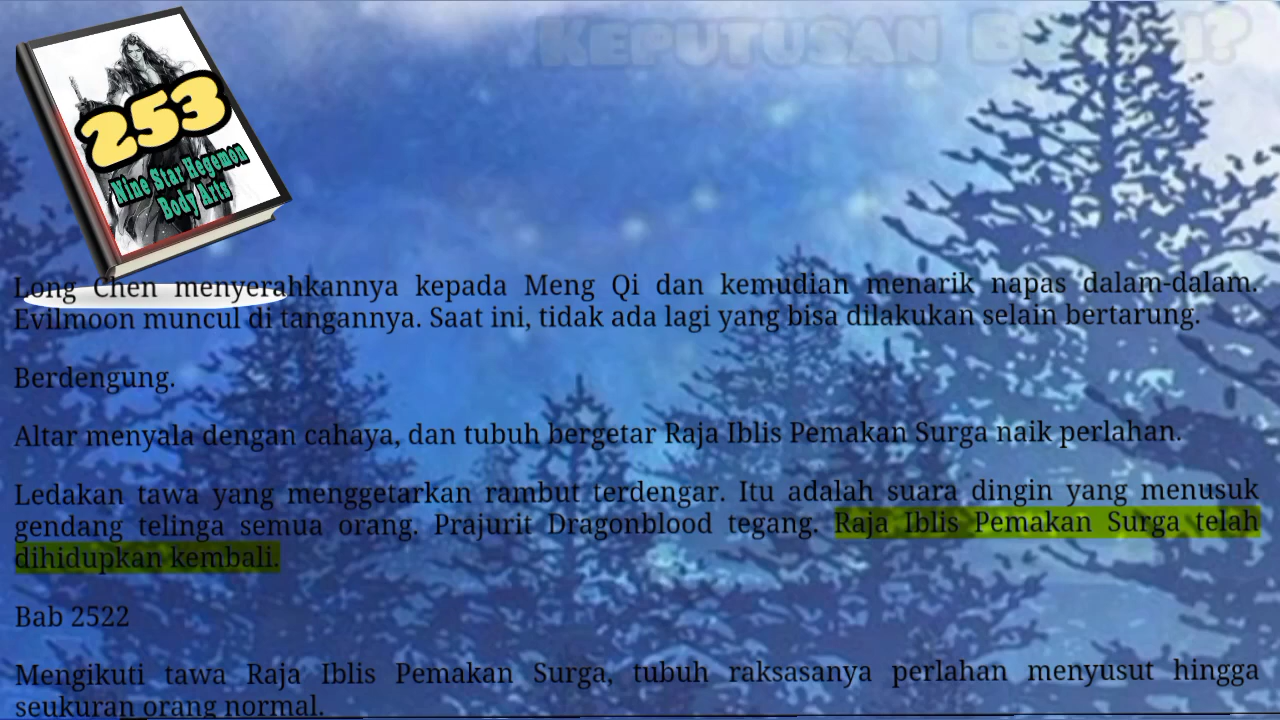 KEPUTUSAN
253
Nine Star Hegemon
Body Arts
Long Chen menyerahkannya kepada Meng Qi dan kemudian menarik napas dalam-dalam.
Evilmoon muncul di tangannya. Saat ini, tidak ada lagi yang bisa dilakukan selain bertarung.
Berdengung.
Altar menyala dengan cahaya, dan tubuh bergetar Raja Iblis Pemakan Surga naik perlahan.
Ledakan tawa yang menggetarkan rambut terdengar. Itu adalah suara dingin yang menusuk
gendang telinga semua orang. Prajurit Dragonblood tegang. Raja Iblis Pemakan Surga telah
dihidupkan kembali.
Bab 2522
Mengikuti tawa Raja Iblis Pemakan Surga, tubuh raksasanya perlahan menyusut hingga
seukuran orang normal.